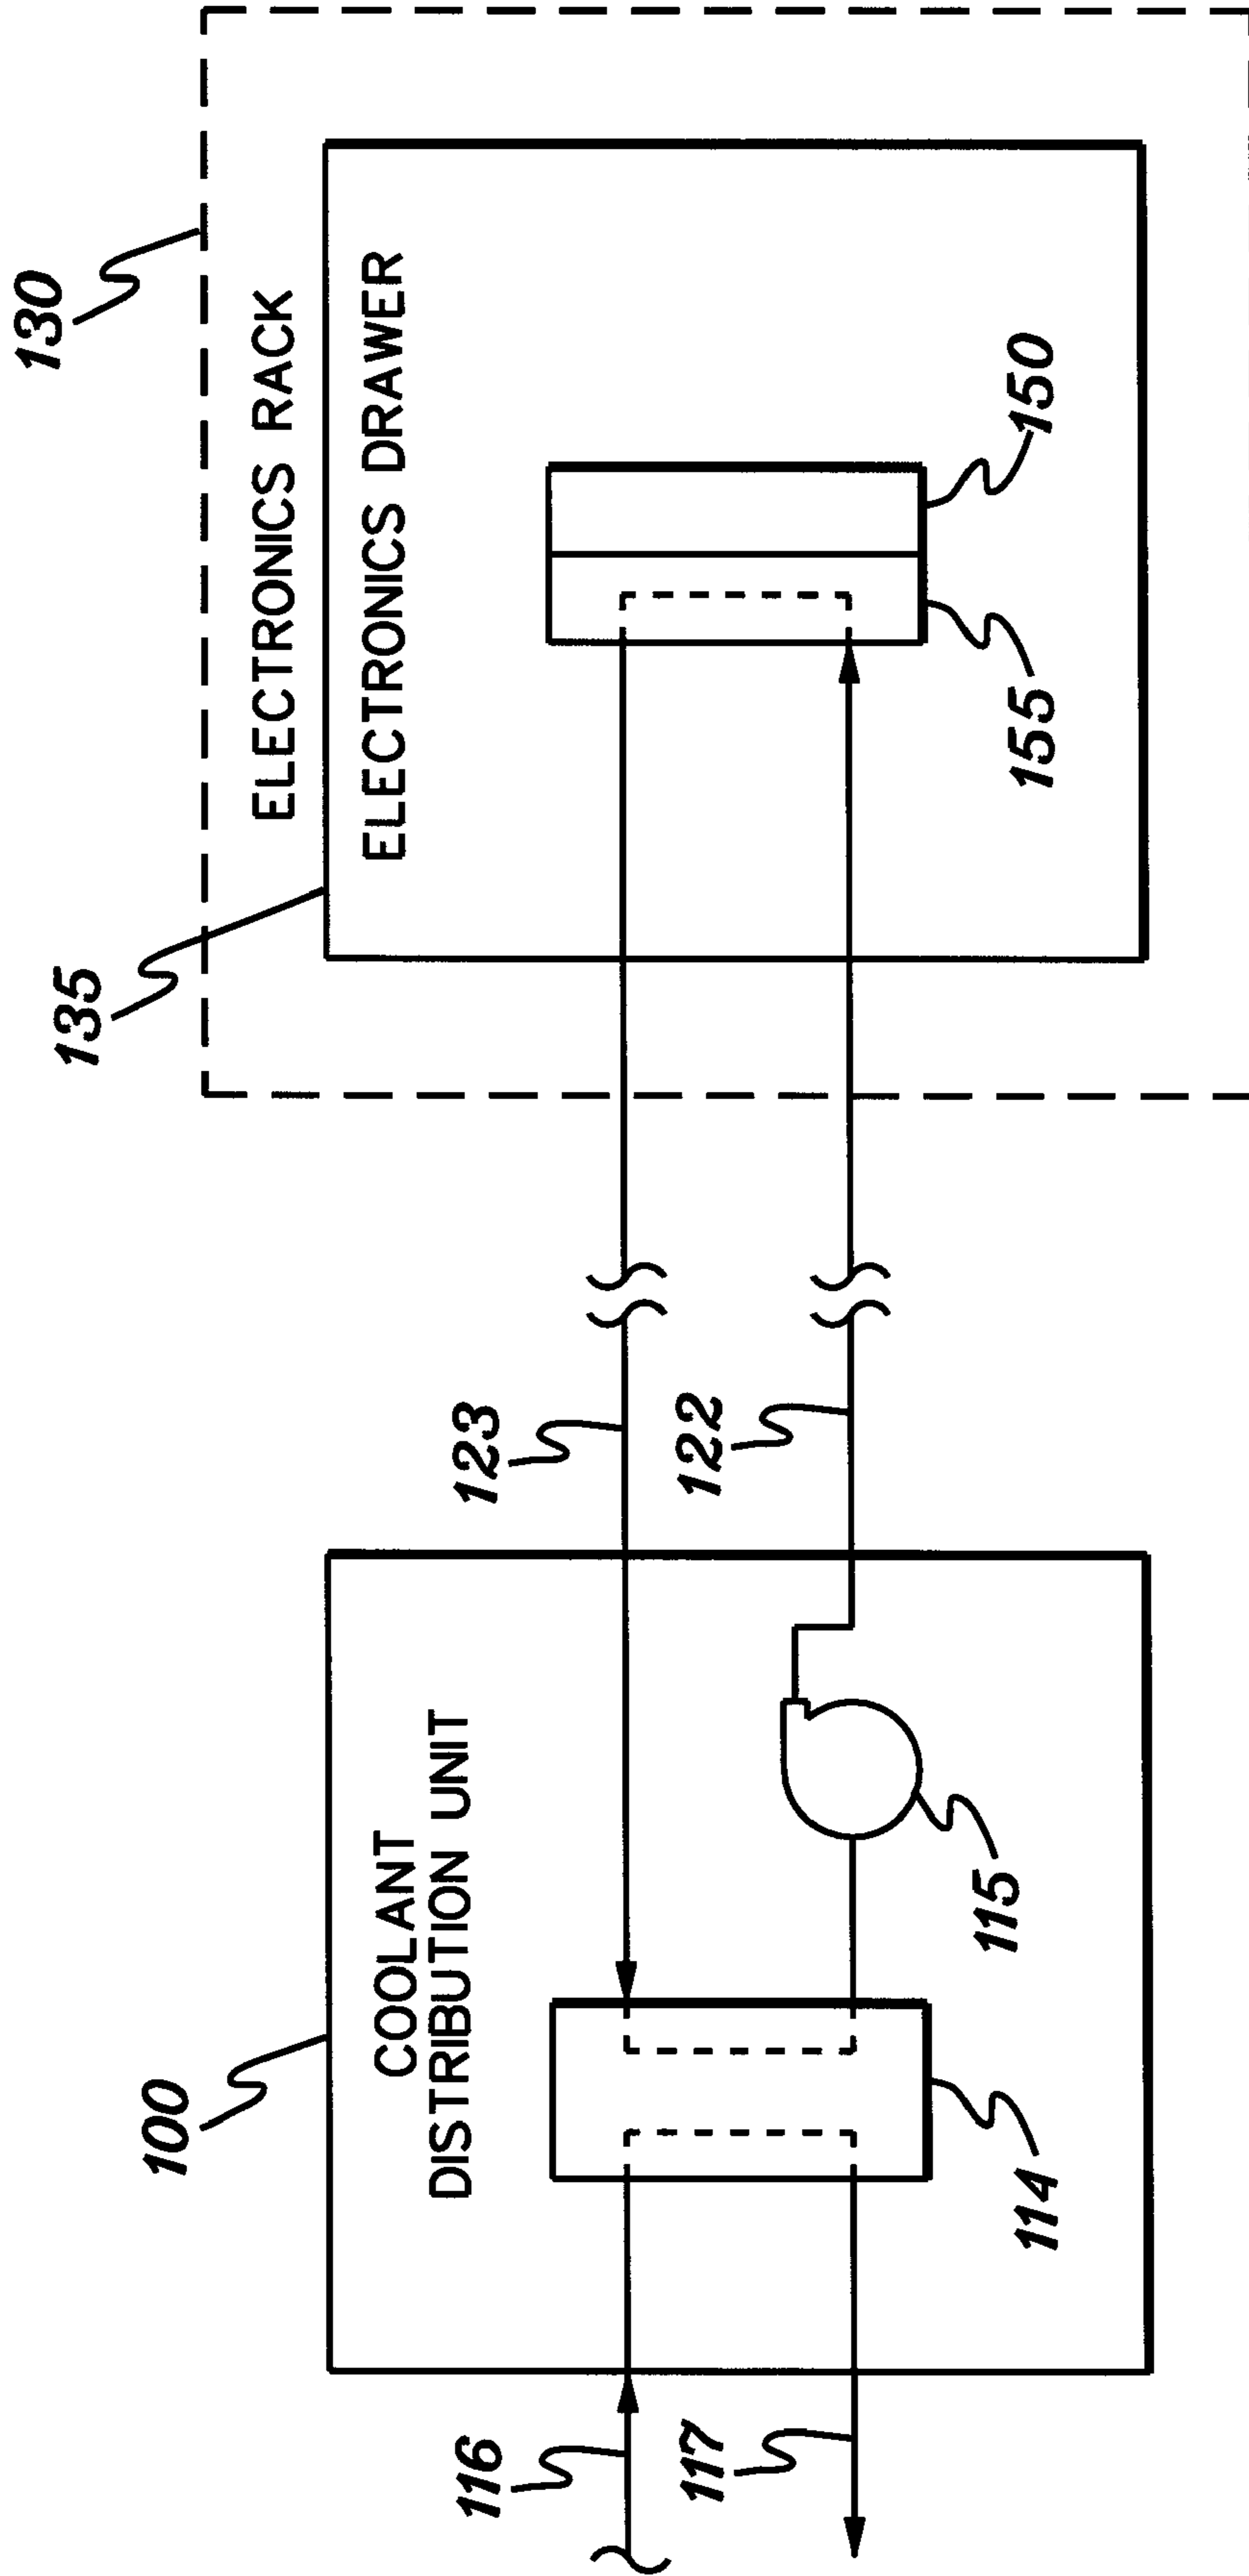 130
ELECTRONICS RACK
135
ELECTRONICS DRAWER
150
155
123
122
100
COOLANT
DISTRIBUTION UNIT
115
114
116
117